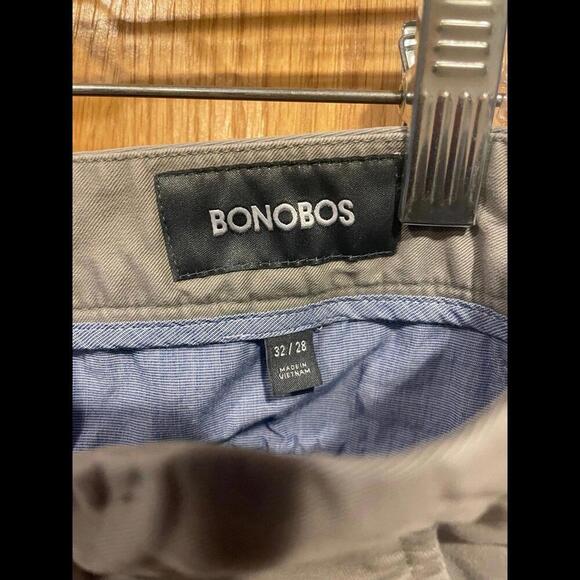 BONOBOS
32 / 28
MADE IN
VIETNAM